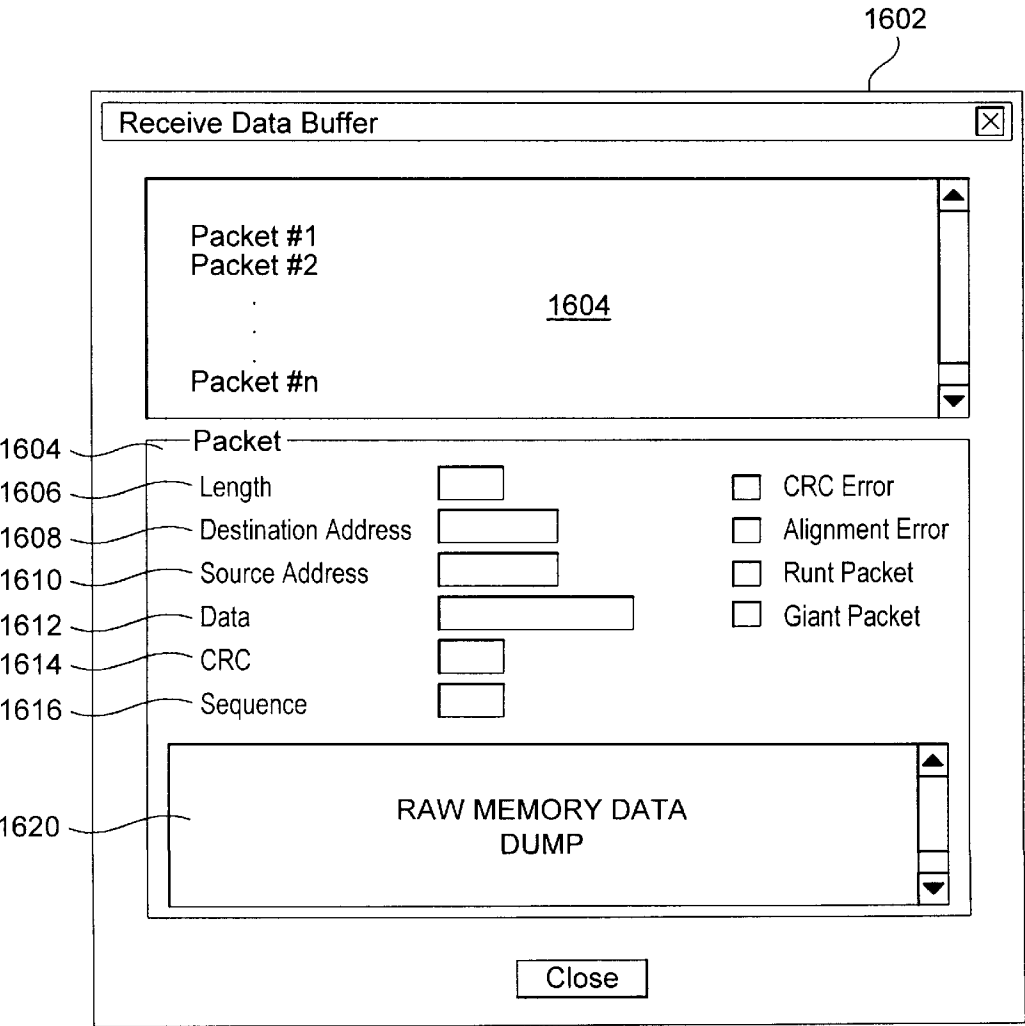 1602
Receive Data Buffer
Packet #1
Packet #2
.
.
.
Packet #n
1604
1604 Packet
1606 Length
CRC Error
1608 Destination Address
Alignment Error
1610 Source Address
Runt Packet
1612 Data
Giant Packet
1614 CRC
1616 Sequence
1620
RAW MEMORY DATA
DUMP
Close